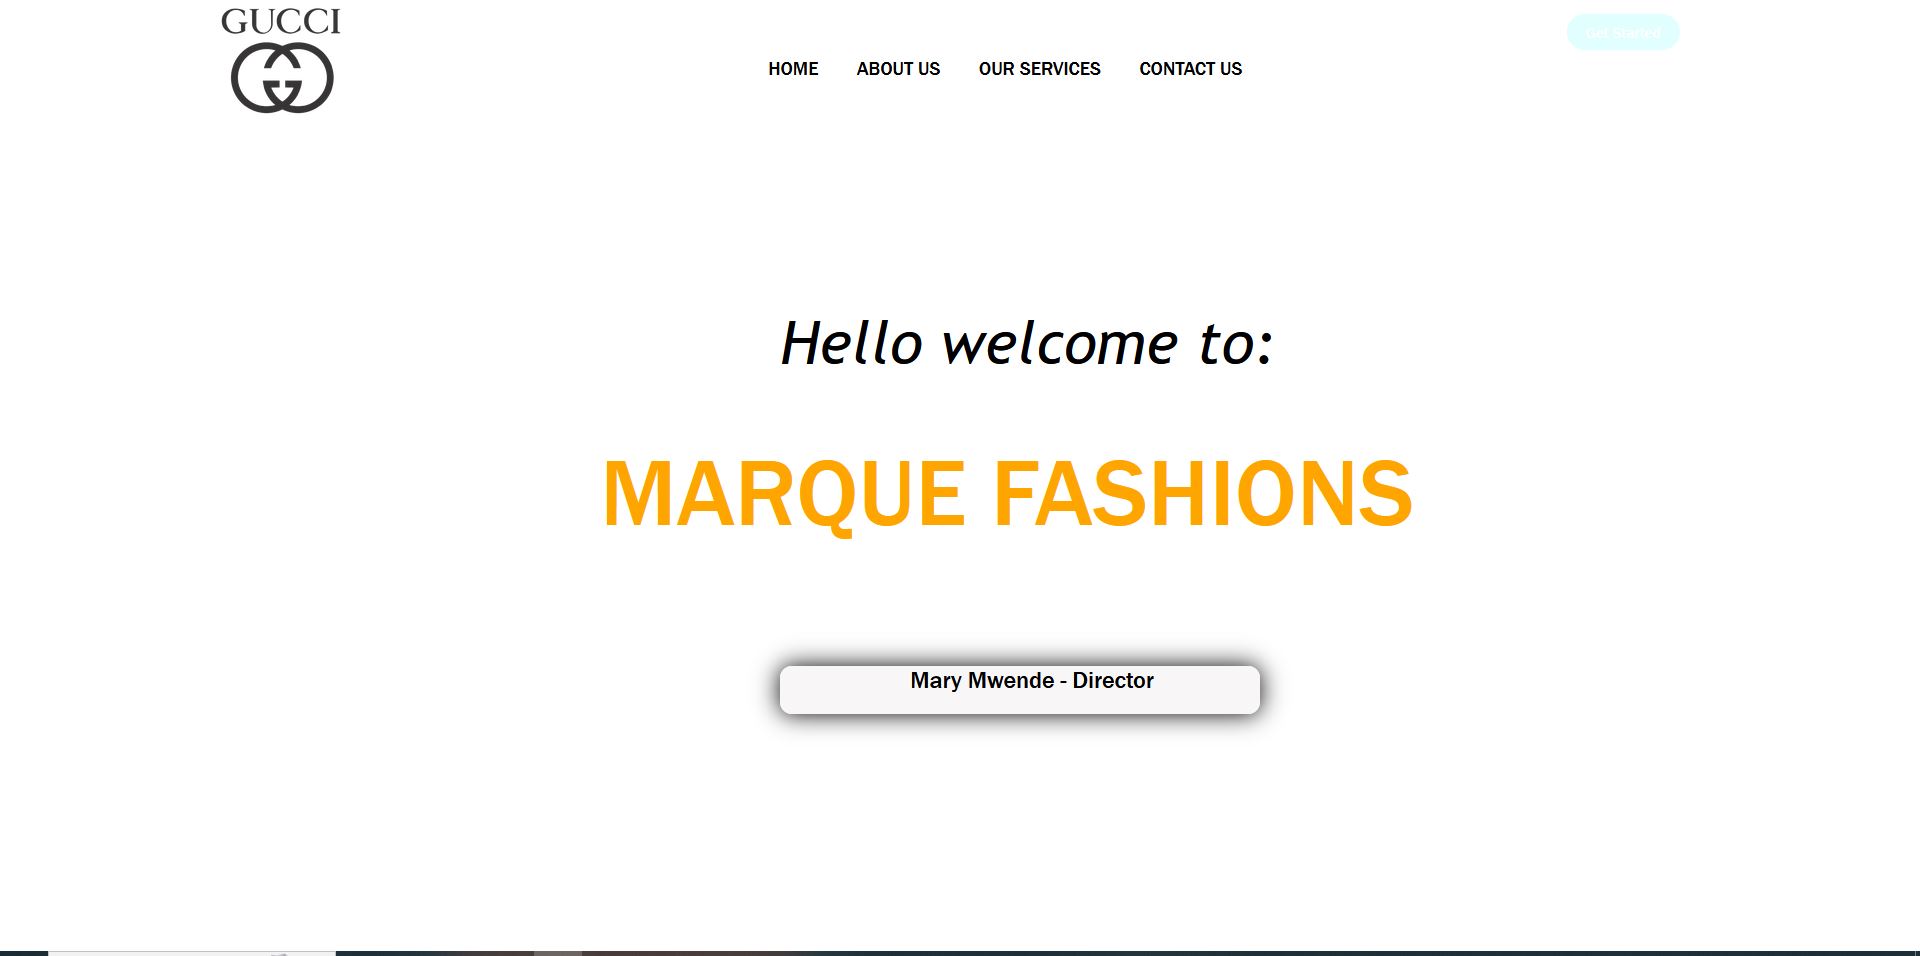 GUCCI
Get Started
HOME ABOUT US OUR SERVICES CONTACT US
Hello welcome to:
MARQUE FASHIONS
Mary Mwende - Director